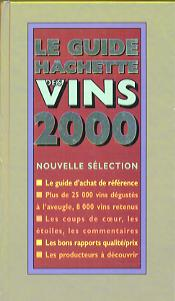 LE GUIDE
HACHETTE
DES
VINS
2000
NOUVELLE SÉLECTION
Le guide d'achat de référence
Plus de 25 000 vins dégustés
à l'aveugle, 8 000 vins retenus
Les coups de cœur, les
étoiles, les commentaires
Les bons rapports qualité/prix
Les producteurs à découvrir